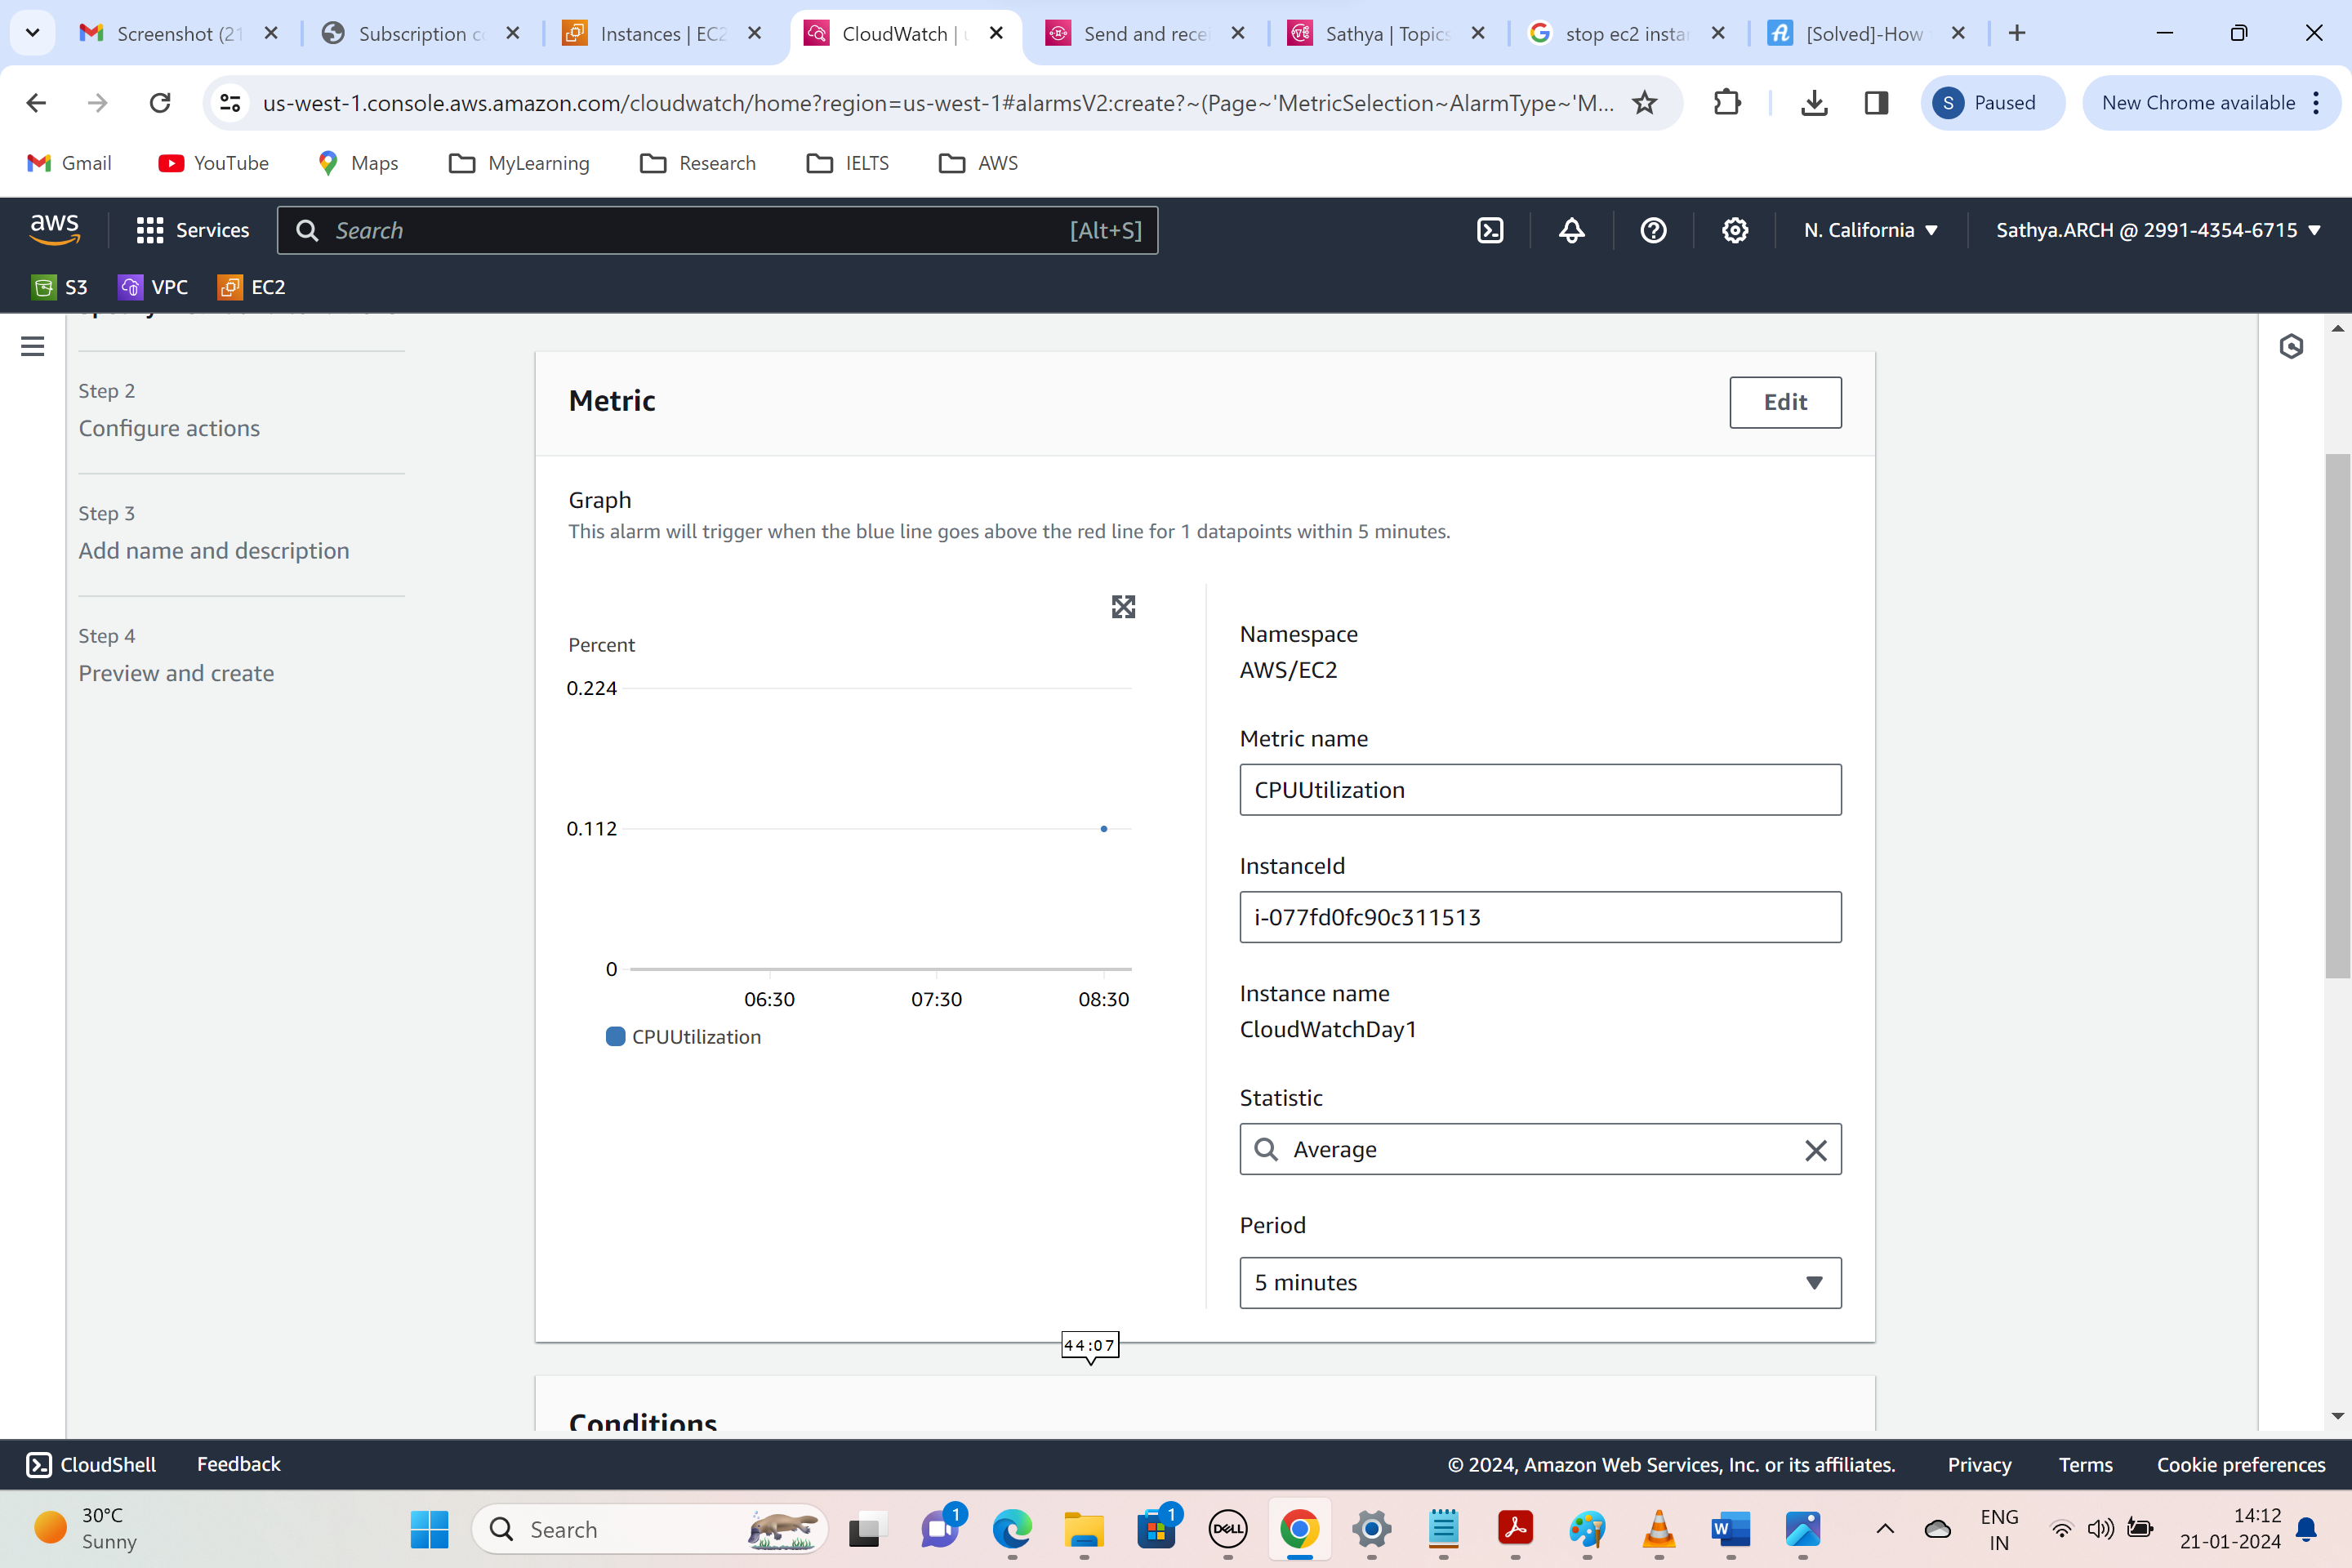 Screenshot (21
Subscription c
Instances | EC2
CloudWatch |
Send and rece
Sathya | Topics
stop ec2 insta
[Solved]-How
us-west-1.console.aws.amazon.com/cloudwatch/home?region=us-west-1#alarmsV2:create?~(Page~'MetricSelection~AlarmType~'M...
S
Paused
New Chrome available
Gmail
YouTube
Maps
MyLearning
Research
IELTS
AWS
aws
Services
Search
[Alt+S]
N. California
Sathya.ARCH @ 2991-4354-6715
S3
VPC
EC2
Step 2
Configure actions
Step 3
Add name and description
Step 4
Preview and create
Metric
Edit
Graph
This alarm will trigger when the blue line goes above the red line for 1 datapoints within 5 minutes.
Percent
0.224
0.112
0
06:30
07:30
08:30
CPUUtilization
Namespace
AWS/EC2
Metric name
CPUUtilization
InstanceId
i-077fd0fc90c311513
Instance name
CloudWatchDay1
Statistic
Average
Period
5 minutes
44:07
Conditions
CloudShell
Feedback
© 2024, Amazon Web Services, Inc. or its affiliates.
Privacy
Terms
Cookie preferences
30°C
Sunny
Search
1
1
DELL
W
ENG
IN
14:12
21-01-2024